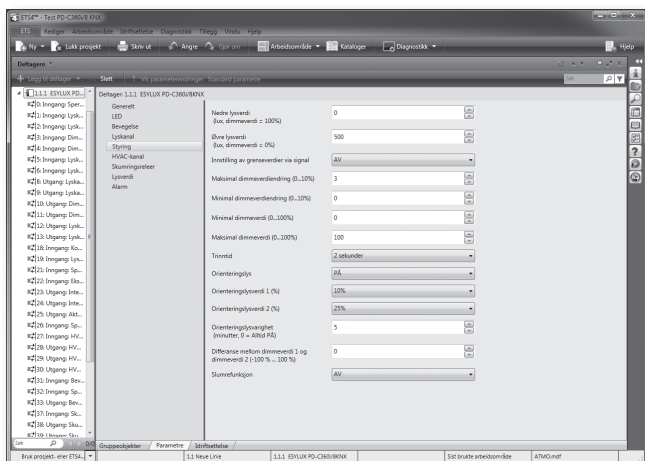 ETS4™ - Test PD-C360i/8 KNX
ETS Rediger Arbeidsområde Idriftsettelse Diagnostikk Tillegg Vindu Hjelp
Ny Lukk prosjekt Skriv ut Angre Gjør om Arbeidsområde Kataloger Diagnostikk Hjelp
Deltagere
Legg til deltager Slett Vis parameterendringer Standard parametre Søk
1.1.1 ESYLUX PD...
0: Inngang: Sper...
1: Inngang: Lysk...
2: Inngang: Lysk...
3: Inngang: Dim...
4: Inngang: Dim...
5: Inngang: Lysk...
6: Inngang: Lysk...
8: Utgang: Lyska...
9: Utgang: Lyska...
10: Utgang: Dim...
11: Utgang: Dim...
12: Utgang: Lysk...
13: Utgang: Lysk...
18: Inngang: Ko...
19: Inngang: Lys...
21: Inngang: Sp...
22: Inngang: Eks...
23: Utgang: Inte...
24: Utgang: Inte...
25: Utgang: Akt...
26: Inngang: Sp...
27: Inngang: HV...
28: Utgang: HV...
29: Utgang: HV...
30: Utgang: HV...
31: Inngang: Bev...
32: Inngang: Sp...
33: Utgang: Bev...
37: Inngang: Sk...
38: Utgang: Sku...
39: Utgang: Sku...
Søk 0/0
Deltager: 1.1.1 ESYLUX PD-C360i/8KNX
Generelt
LED
Bevegelse
Lyskanal
Styring
HVAC-kanal
Skumringsreleer
Lysverdi
Alarm
Nedre lysverdi
(lux, dimmeverdi = 100%) 0
Øvre lysverdi
(lux, dimmeverdi = 0%) 500
Innstilling av grenseverdier via signal AV
Maksimal dimmeverdiendring (0...10%) 3
Minimal dimmeverdiendring (0...10%) 0
Minimal dimmeverdi (0...100%) 0
Maksimal dimmeverdi (0...100%) 100
Trinntid 2 sekunder
Orienteringslys PÅ
Orienteringslysverdi 1 (%) 10%
Orienteringslysverdi 2 (%) 25%
Orienteringslysvarighet
(minutter, 0 = Alltid PÅ) 5
Differanse mellom dimmeverdi 1 og
dimmeverdi 2 (-100 % ... 100 %) 0
Slumrefunksjon AV
Gruppeobjekter Parametre Idriftsettelse
Bruk prosjekt- eller ETS4... 1.1 Neue Linie 1.1.1 ESYLUX PD-C360i/8KNX Sist brukte arbeidsområde ATMO.mdf